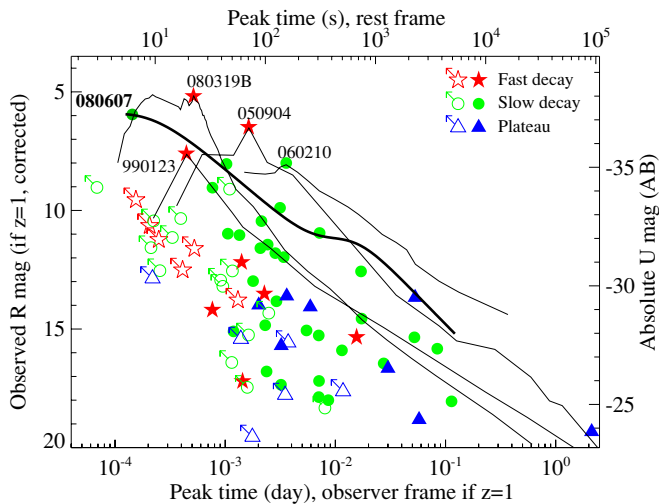 Peak time (s), rest frame
10 100 1000 10⁴ 10⁵
Observed R mag (if z=1, corrected)
5
10
15
20
080607
080319B
050904
990123
060210
Fast decay
Slow decay
Plateau
-35
-30
-25
Absolute U mag (AB)
10⁻⁴ 10⁻³ 10⁻² 10⁻¹ 10⁰
Peak time (day), observer frame if z=1